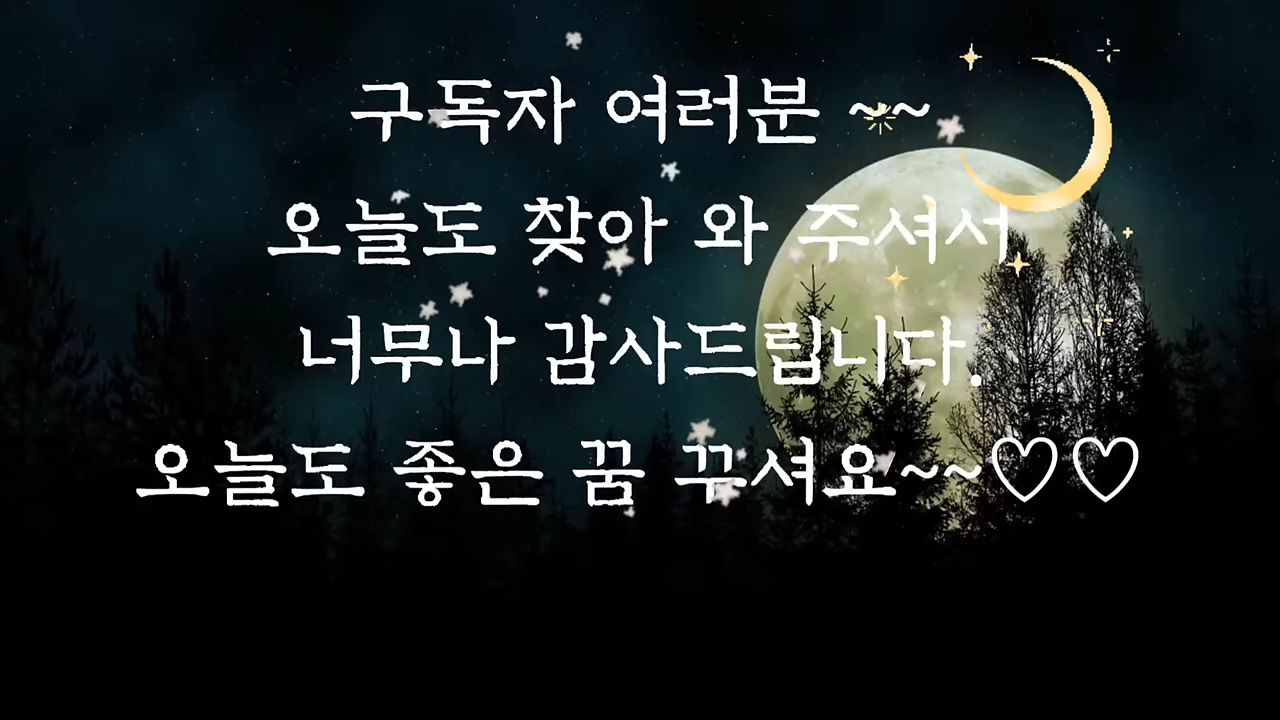 구독자 여러분 ~~
오늘도 찾아 와 주셔서
너무나 감사드립니다.
오늘도 좋은 꿈 꾸셔요~~♡♡